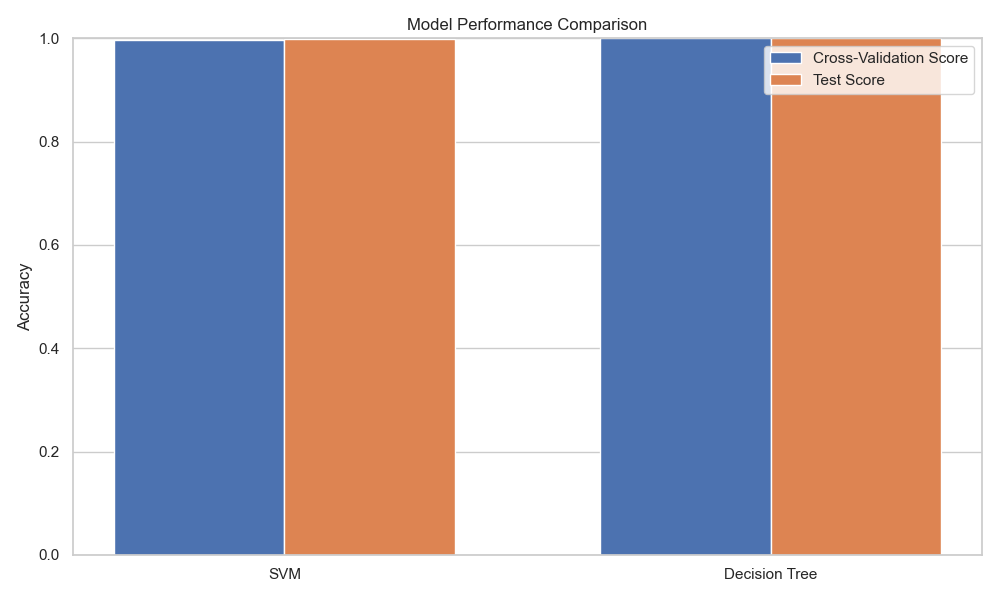 Model Performance Comparison
Cross-Validation Score
Test Score
Accuracy
1.0
0.8
0.6
0.4
0.2
0.0
SVM
Decision Tree